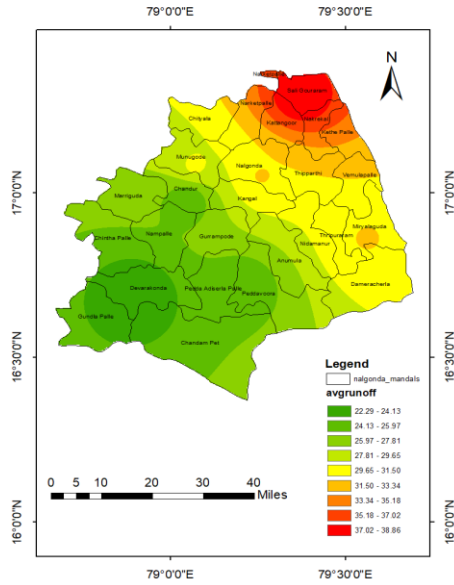 79°0'0"E 79°30'0"E
N
Sali Gouraram
Narketpalle
Nakrekal
Chityala
Kattangoor
Kethe Palle
Munugode
Nalgonda
Thipparthi
Vemulapalle
17°0'0"N 17°0'0"N
Chandur
Kangal
Marriguda
Miryalaguda
Nampalle
Gurrampode
Thripuraram
Chintha Palle
Nidamanur
Anumula
Devarakonda
Pedda Adiserla Palle
Peddavoora
Dameracherla
Gundla Palle
Chandam Pet
16°30'0"N 16°30'0"N
Legend
nalgonda_mandals
avgrunoff
22.29 - 24.13
24.13 - 25.97
25.97 - 27.81
27.81 - 29.65
29.65 - 31.50
31.50 - 33.34
33.34 - 35.18
35.18 - 37.02
37.02 - 38.86
0 5 10 20 30 40
Miles
16°0'0"N 16°0'0"N
79°0'0"E 79°30'0"E